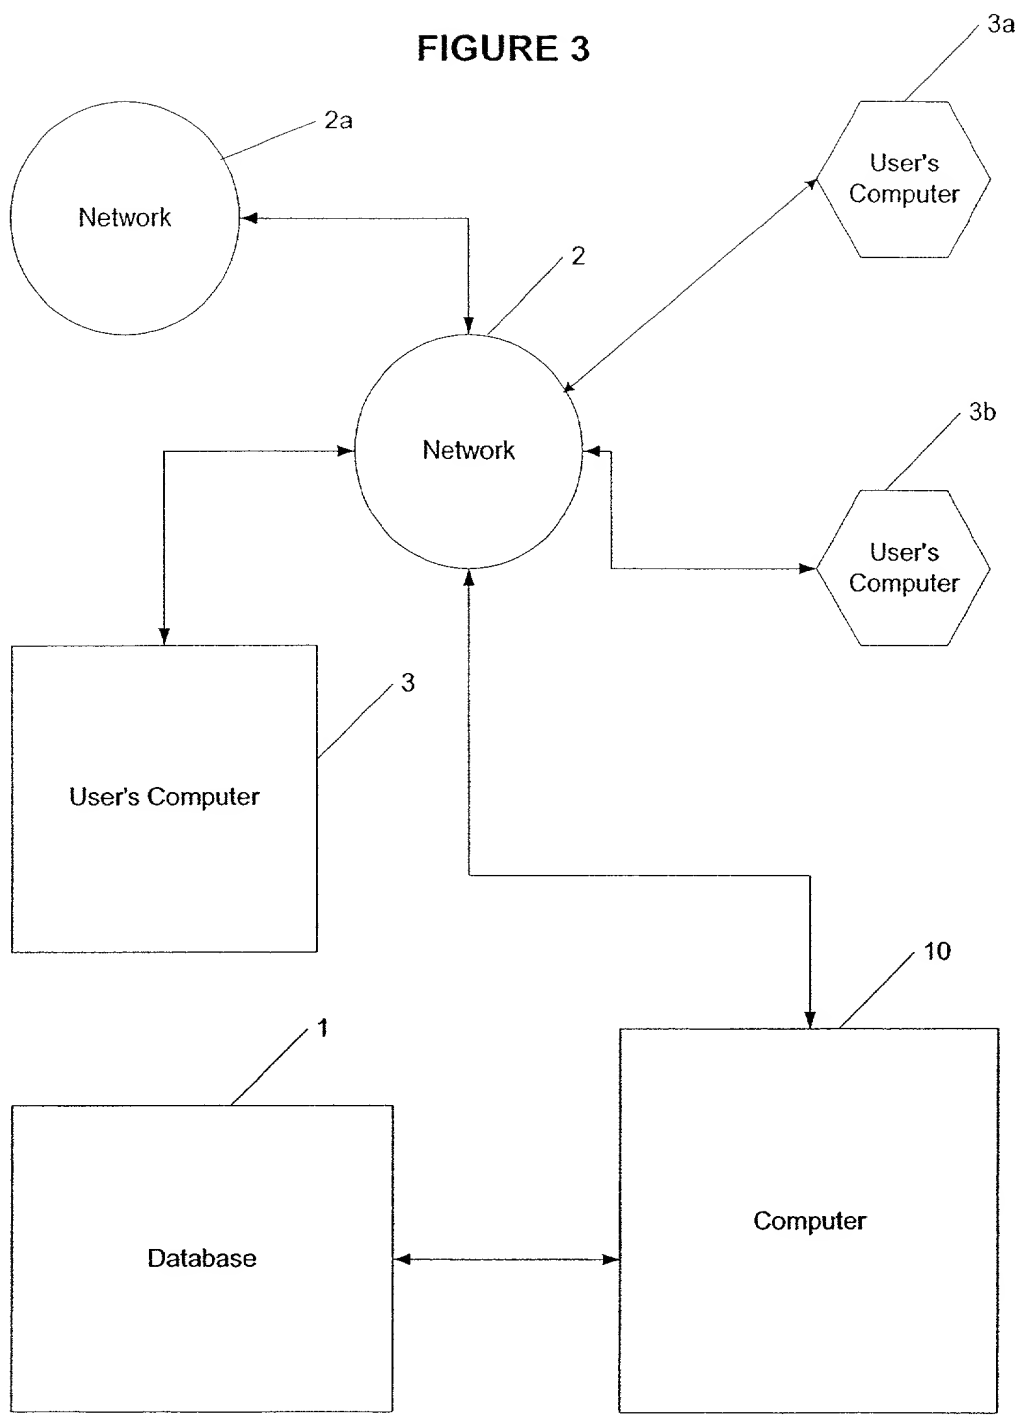 FIGURE 3
3a
2a
User's
Computer
Network
2
3b
Network
User's
Computer
3
User's Computer
10
1
Computer
Database